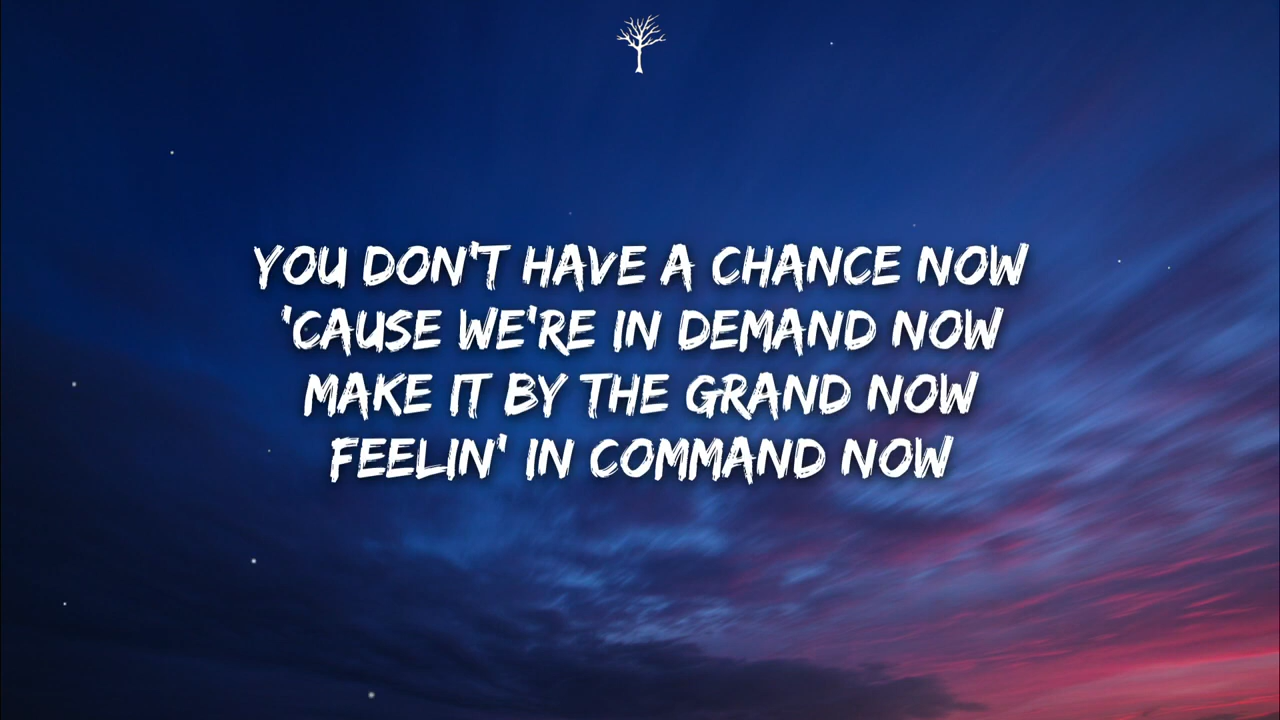 YOU DON'T HAVE A CHANCE NOW
'CAUSE WE'RE IN DEMAND NOW
MAKE IT BY THE GRAND NOW
FEELIN' IN COMMAND NOW